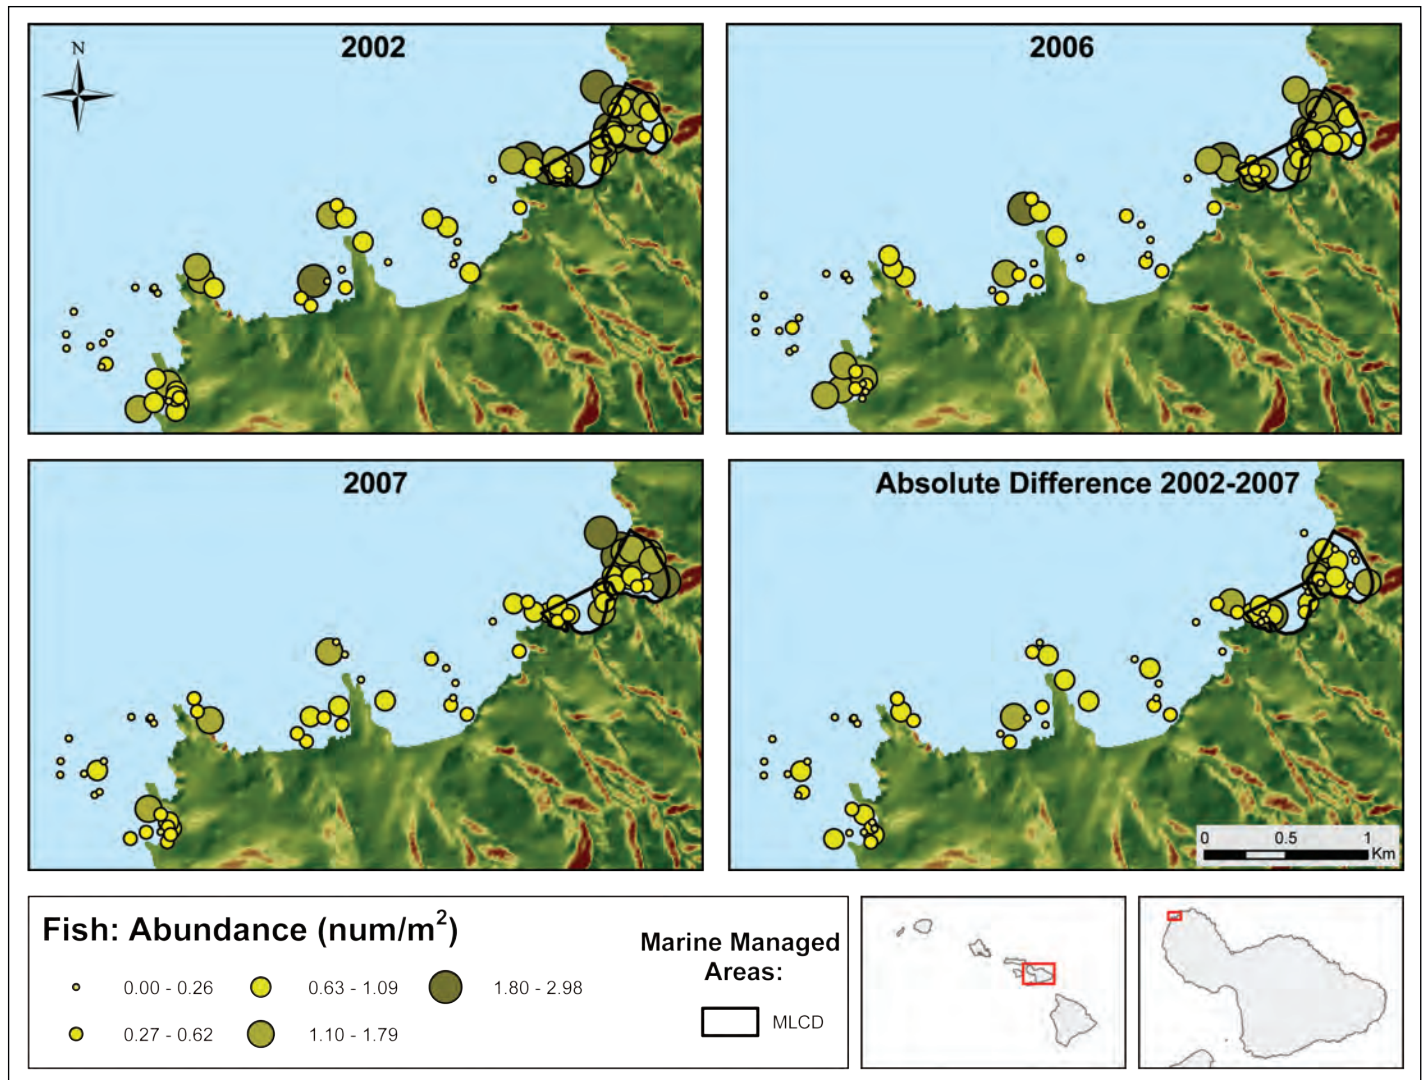 2002
N
2006
2007
Absolute Difference 2002-2007
0 0.5 1
Km
Fish: Abundance (num/m²)
0.00 - 0.26
0.63 - 1.09
1.80 - 2.98
0.27 - 0.62
1.10 - 1.79
Marine Managed
Areas:
MLCD